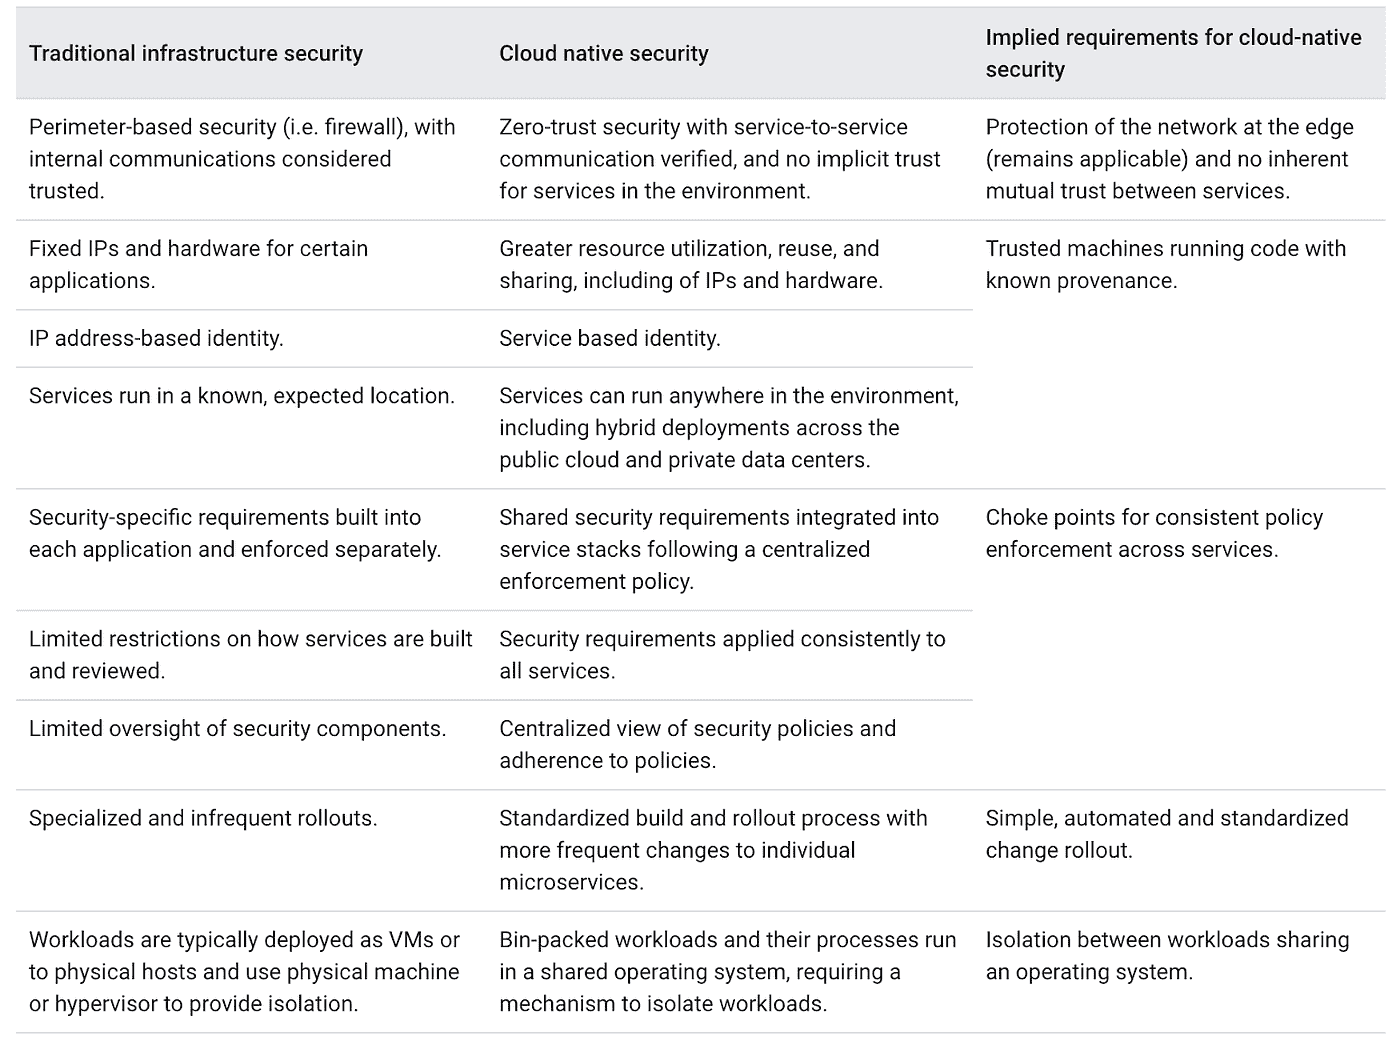 Traditional infrastructure security
Cloud native security
Implied requirements for cloud-native
security
Perimeter-based security (i.e. firewall), with
internal communications considered
trusted.
Zero-trust security with service-to-service
communication verified, and no implicit trust
for services in the environment.
Protection of the network at the edge
(remains applicable) and no inherent
mutual trust between services.
Fixed IPs and hardware for certain
applications.
Greater resource utilization, reuse, and
sharing, including of IPs and hardware.
Trusted machines running code with
known provenance.
IP address-based identity.
Service based identity.
Services run in a known, expected location.
Services can run anywhere in the environment,
including hybrid deployments across the
public cloud and private data centers.
Security-specific requirements built into
each application and enforced separately.
Shared security requirements integrated into
service stacks following a centralized
enforcement policy.
Choke points for consistent policy
enforcement across services.
Limited restrictions on how services are built
and reviewed.
Security requirements applied consistently to
all services.
Limited oversight of security components.
Centralized view of security policies and
adherence to policies.
Specialized and infrequent rollouts.
Standardized build and rollout process with
more frequent changes to individual
microservices.
Simple, automated and standardized
change rollout.
Workloads are typically deployed as VMs or
to physical hosts and use physical machine
or hypervisor to provide isolation.
Bin-packed workloads and their processes run
in a shared operating system, requiring a
mechanism to isolate workloads.
Isolation between workloads sharing
an operating system.